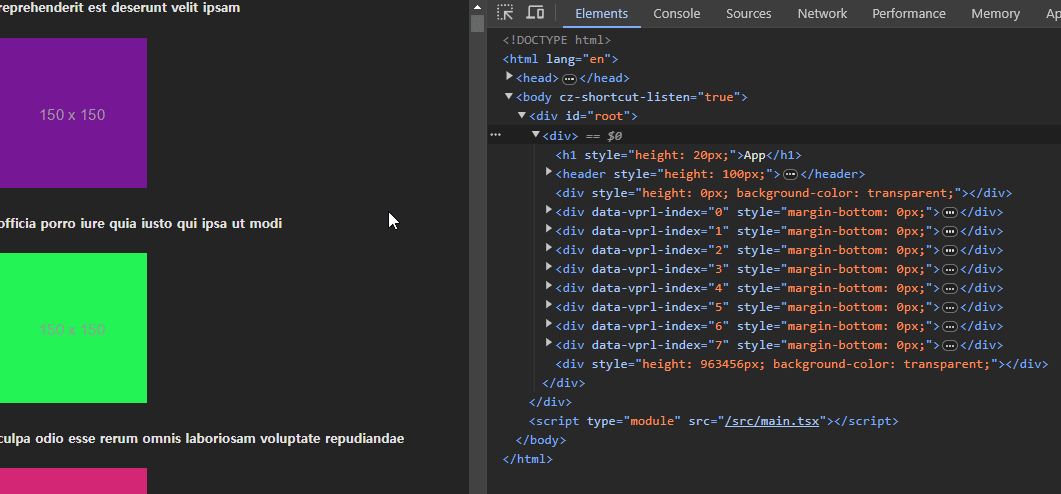 reprehenderit est deserunt velit ipsam
150 x 150
officia porro iure quia iusto qui ipsa ut modi
150 x 150
culpa odio esse rerum omnis laboriosam voluptate repudiandae
Elements Console Sources Network Performance Memory Ap
<!DOCTYPE html>
<html lang="en">
<head> ••• </head>
<body cz-shortcut-listen="true">
<div id="root">
••• <div> == $0
<h1 style="height: 20px;">App</h1>
<header style="height: 100px;"> ••• </header>
<div style="height: 0px; background-color: transparent;"></div>
<div data-vprl-index="0" style="margin-bottom: 0px;"> ••• </div>
<div data-vprl-index="1" style="margin-bottom: 0px;"> ••• </div>
<div data-vprl-index="2" style="margin-bottom: 0px;"> ••• </div>
<div data-vprl-index="3" style="margin-bottom: 0px;"> ••• </div>
<div data-vprl-index="4" style="margin-bottom: 0px;"> ••• </div>
<div data-vprl-index="5" style="margin-bottom: 0px;"> ••• </div>
<div data-vprl-index="6" style="margin-bottom: 0px;"> ••• </div>
<div data-vprl-index="7" style="margin-bottom: 0px;"> ••• </div>
<div style="height: 963456px; background-color: transparent;"></div>
</div>
</div>
<script type="module" src="/src/main.tsx"></script>
</body>
</html>